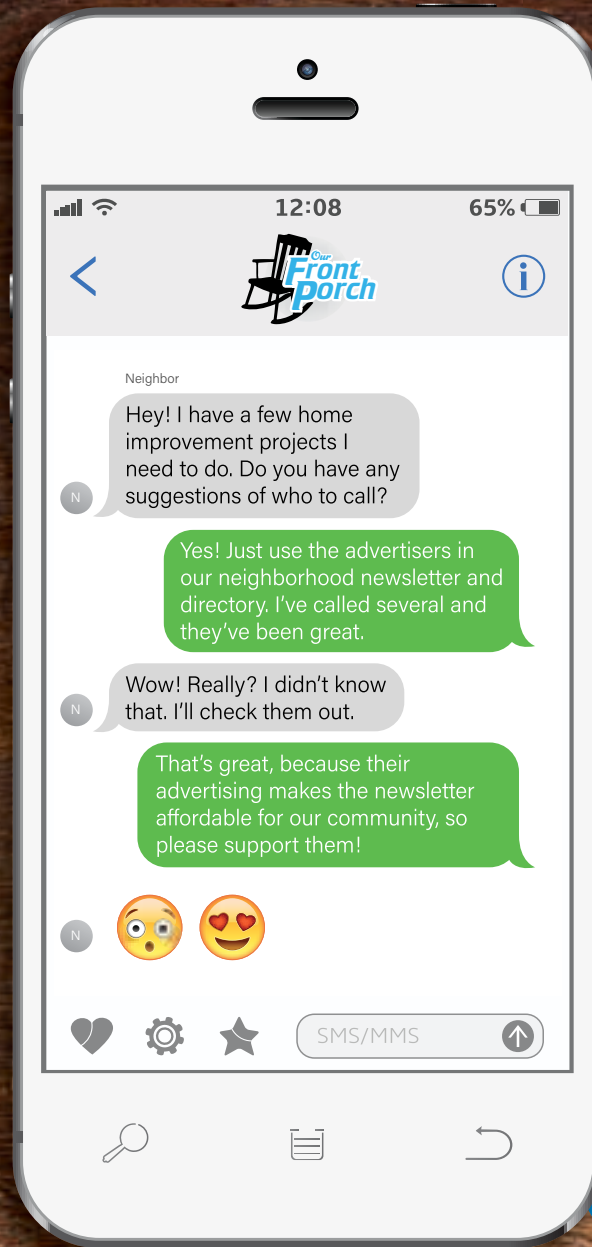 12:08
65%
Our
Front
Porch
i
Neighbor
Hey! I have a few home
improvement projects I
need to do. Do you have any
suggestions of who to call?
N
Yes! Just use the advertisers in
our neighborhood newsletter and
directory. I’ve called several and
they’ve been great.
Wow! Really? I didn’t know
that. I’ll check them out.
N
That’s great, because their
advertising makes the newsletter
affordable for our community, so
please support them!
N
SMS/MMS